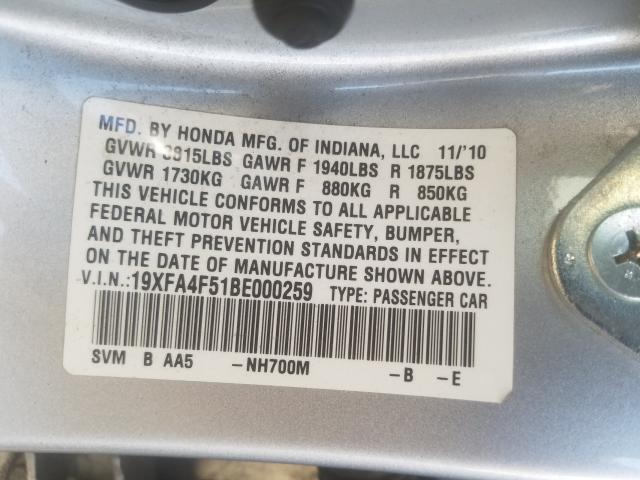 MFD. BY HONDA MFG. OF INDIANA, LLC 11/'10
GVWR 3815LBS GAWR F 1940LBS R 1875LBS
GVWR 1730KG GAWR F 880KG R 850KG
THIS VEHICLE CONFORMS TO ALL APPLICABLE
FEDERAL MOTOR VEHICLE SAFETY, BUMPER,
AND THEFT PREVENTION STANDARDS IN EFFECT
ON THE DATE OF MANUFACTURE SHOWN ABOVE.
V.I.N.:19XFA4F51BE000259 TYPE: PASSENGER CAR
SVM B AA5 -NH700M -B -E